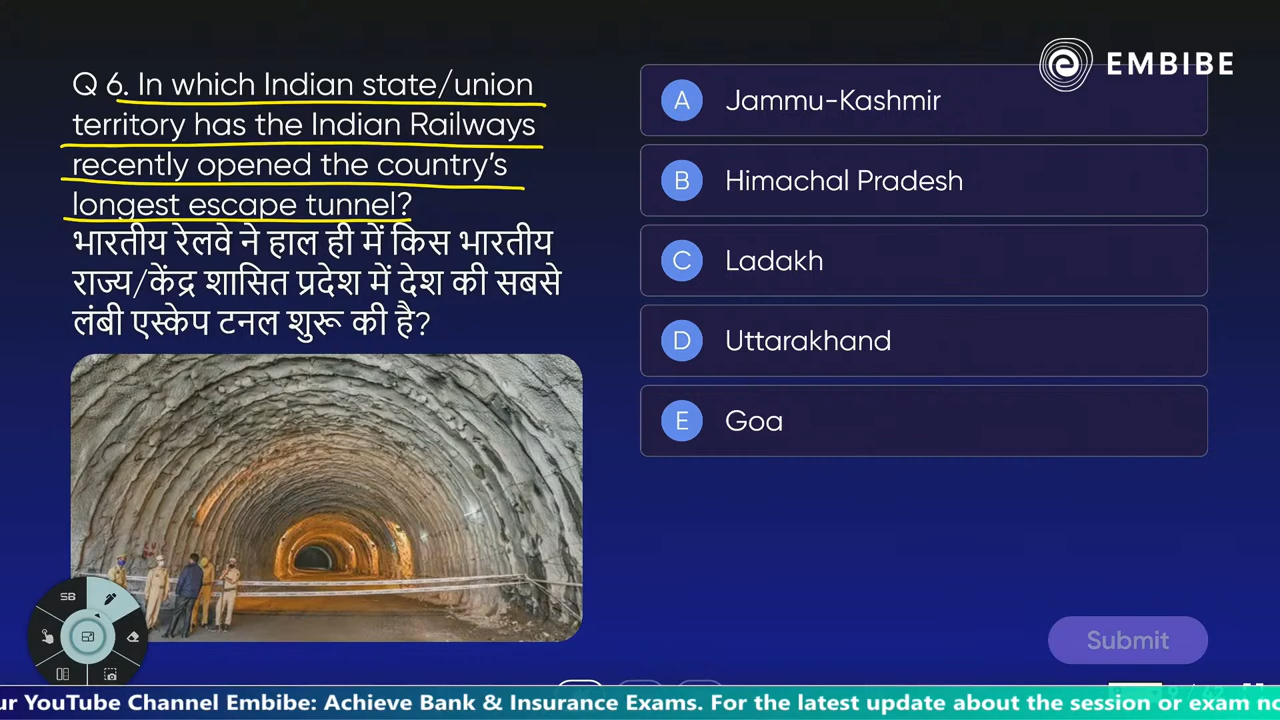 EMBIBE
Q 6. In which Indian state/union
territory has the Indian Railways
recently opened the country's
longest escape tunnel?
भारतीय रेलवे ने हाल ही में किस भारतीय
राज्य/केंद्र शासित प्रदेश में देश की सबसे
लंबी एस्केप टनल शुरू की है?
A Jammu-Kashmir
B Himachal Pradesh
C Ladakh
D Uttarakhand
E Goa
SB
Submit
ur YouTube Channel Embibe: Achieve Bank & Insurance Exams. For the latest update about the session or exam no